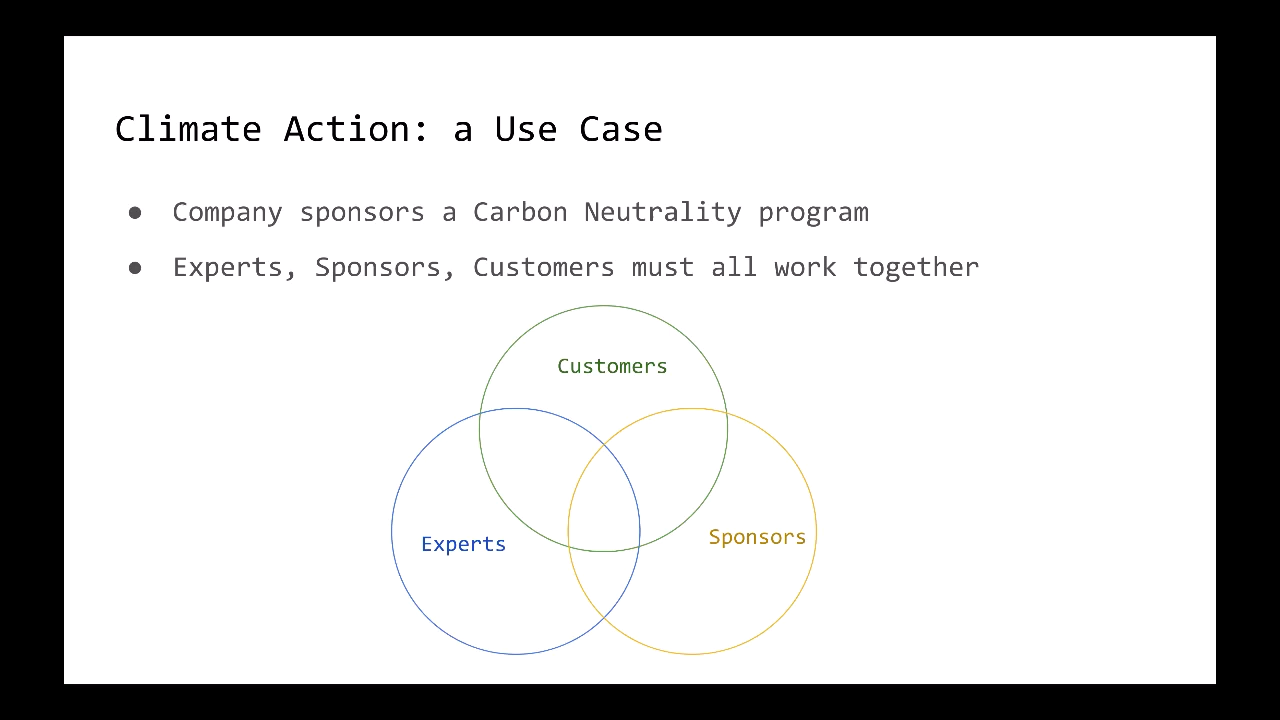 Climate Action: a Use Case
● Company sponsors a Carbon Neutrality program
● Experts, Sponsors, Customers must all work together
Customers
Experts
Sponsors